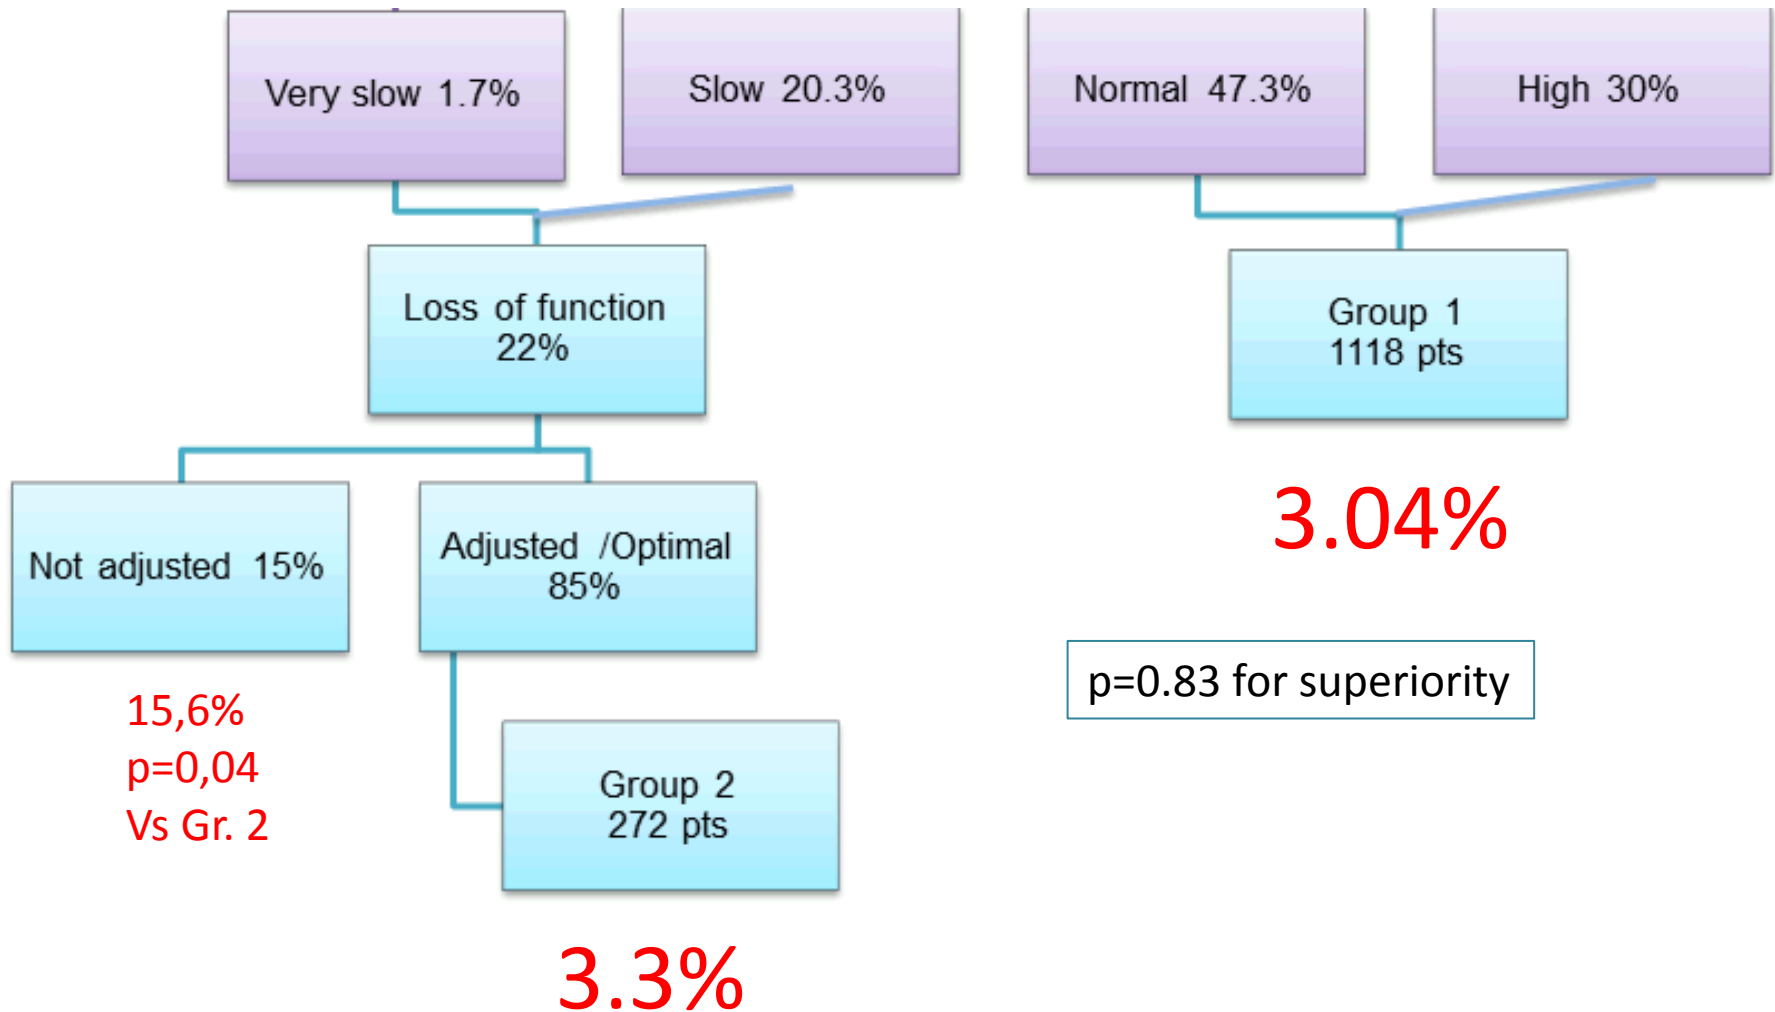 Very slow 1.7%
Slow 20.3%
Normal 47.3%
High 30%
Loss of function
22%
Group 1
1118 pts
Not adjusted 15%
Adjusted /Optimal
85%
3.04%
p=0.83 for superiority
15,6%
p=0,04
Vs Gr. 2
Group 2
272 pts
3.3%